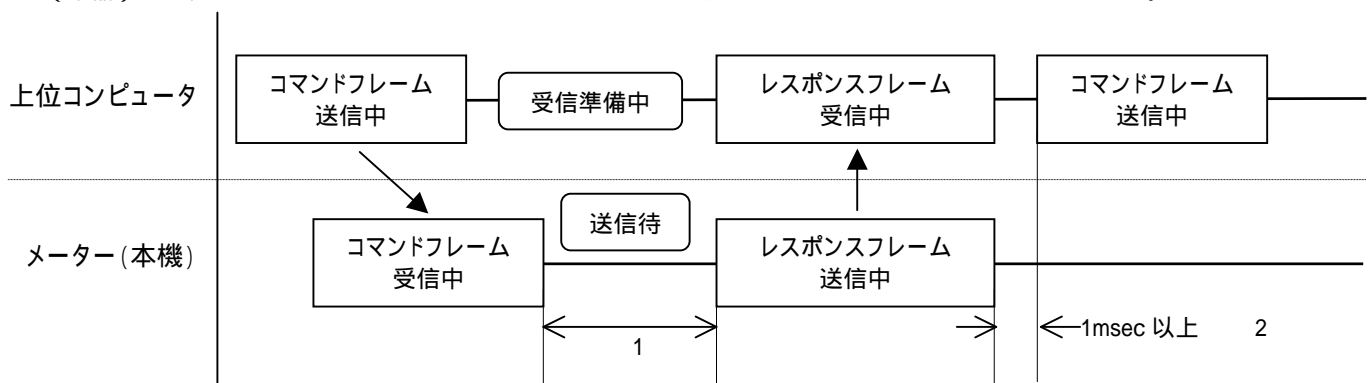 上位コンピュータ
コマンドフレーム
送信中
受信準備中
レスポンスフレーム
受信中
コマンドフレーム
送信中
メーター(本機)
コマンドフレーム
受信中
送信待
レスポンスフレーム
送信中
1
1msec 以上 2